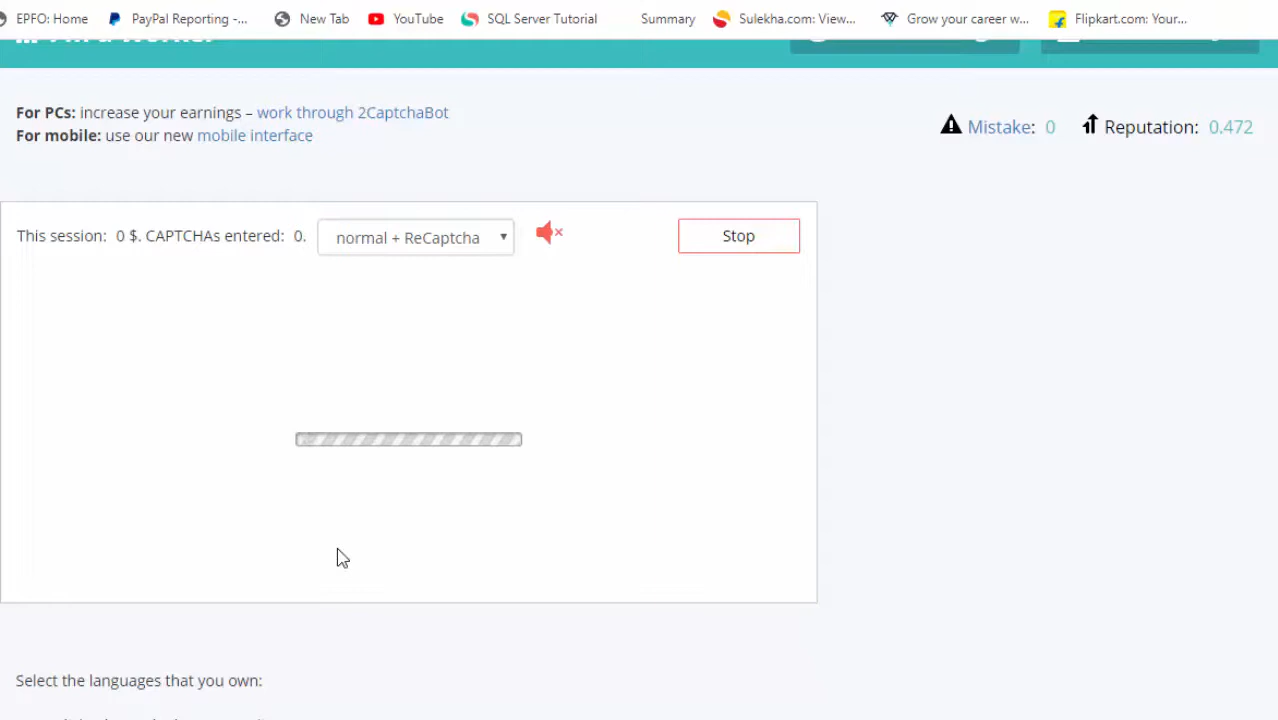 EPFO: Home PayPal Reporting -... New Tab YouTube SQL Server Tutorial Summary Sulekha.com: View... Grow your career w... Flipkart.com: Your...
For PCs: increase your earnings – work through 2CaptchaBot
For mobile: use our new mobile interface
Mistake: 0 Reputation: 0.472
This session: 0 $. CAPTCHAs entered: 0. normal + ReCaptcha Stop
Select the languages that you own: